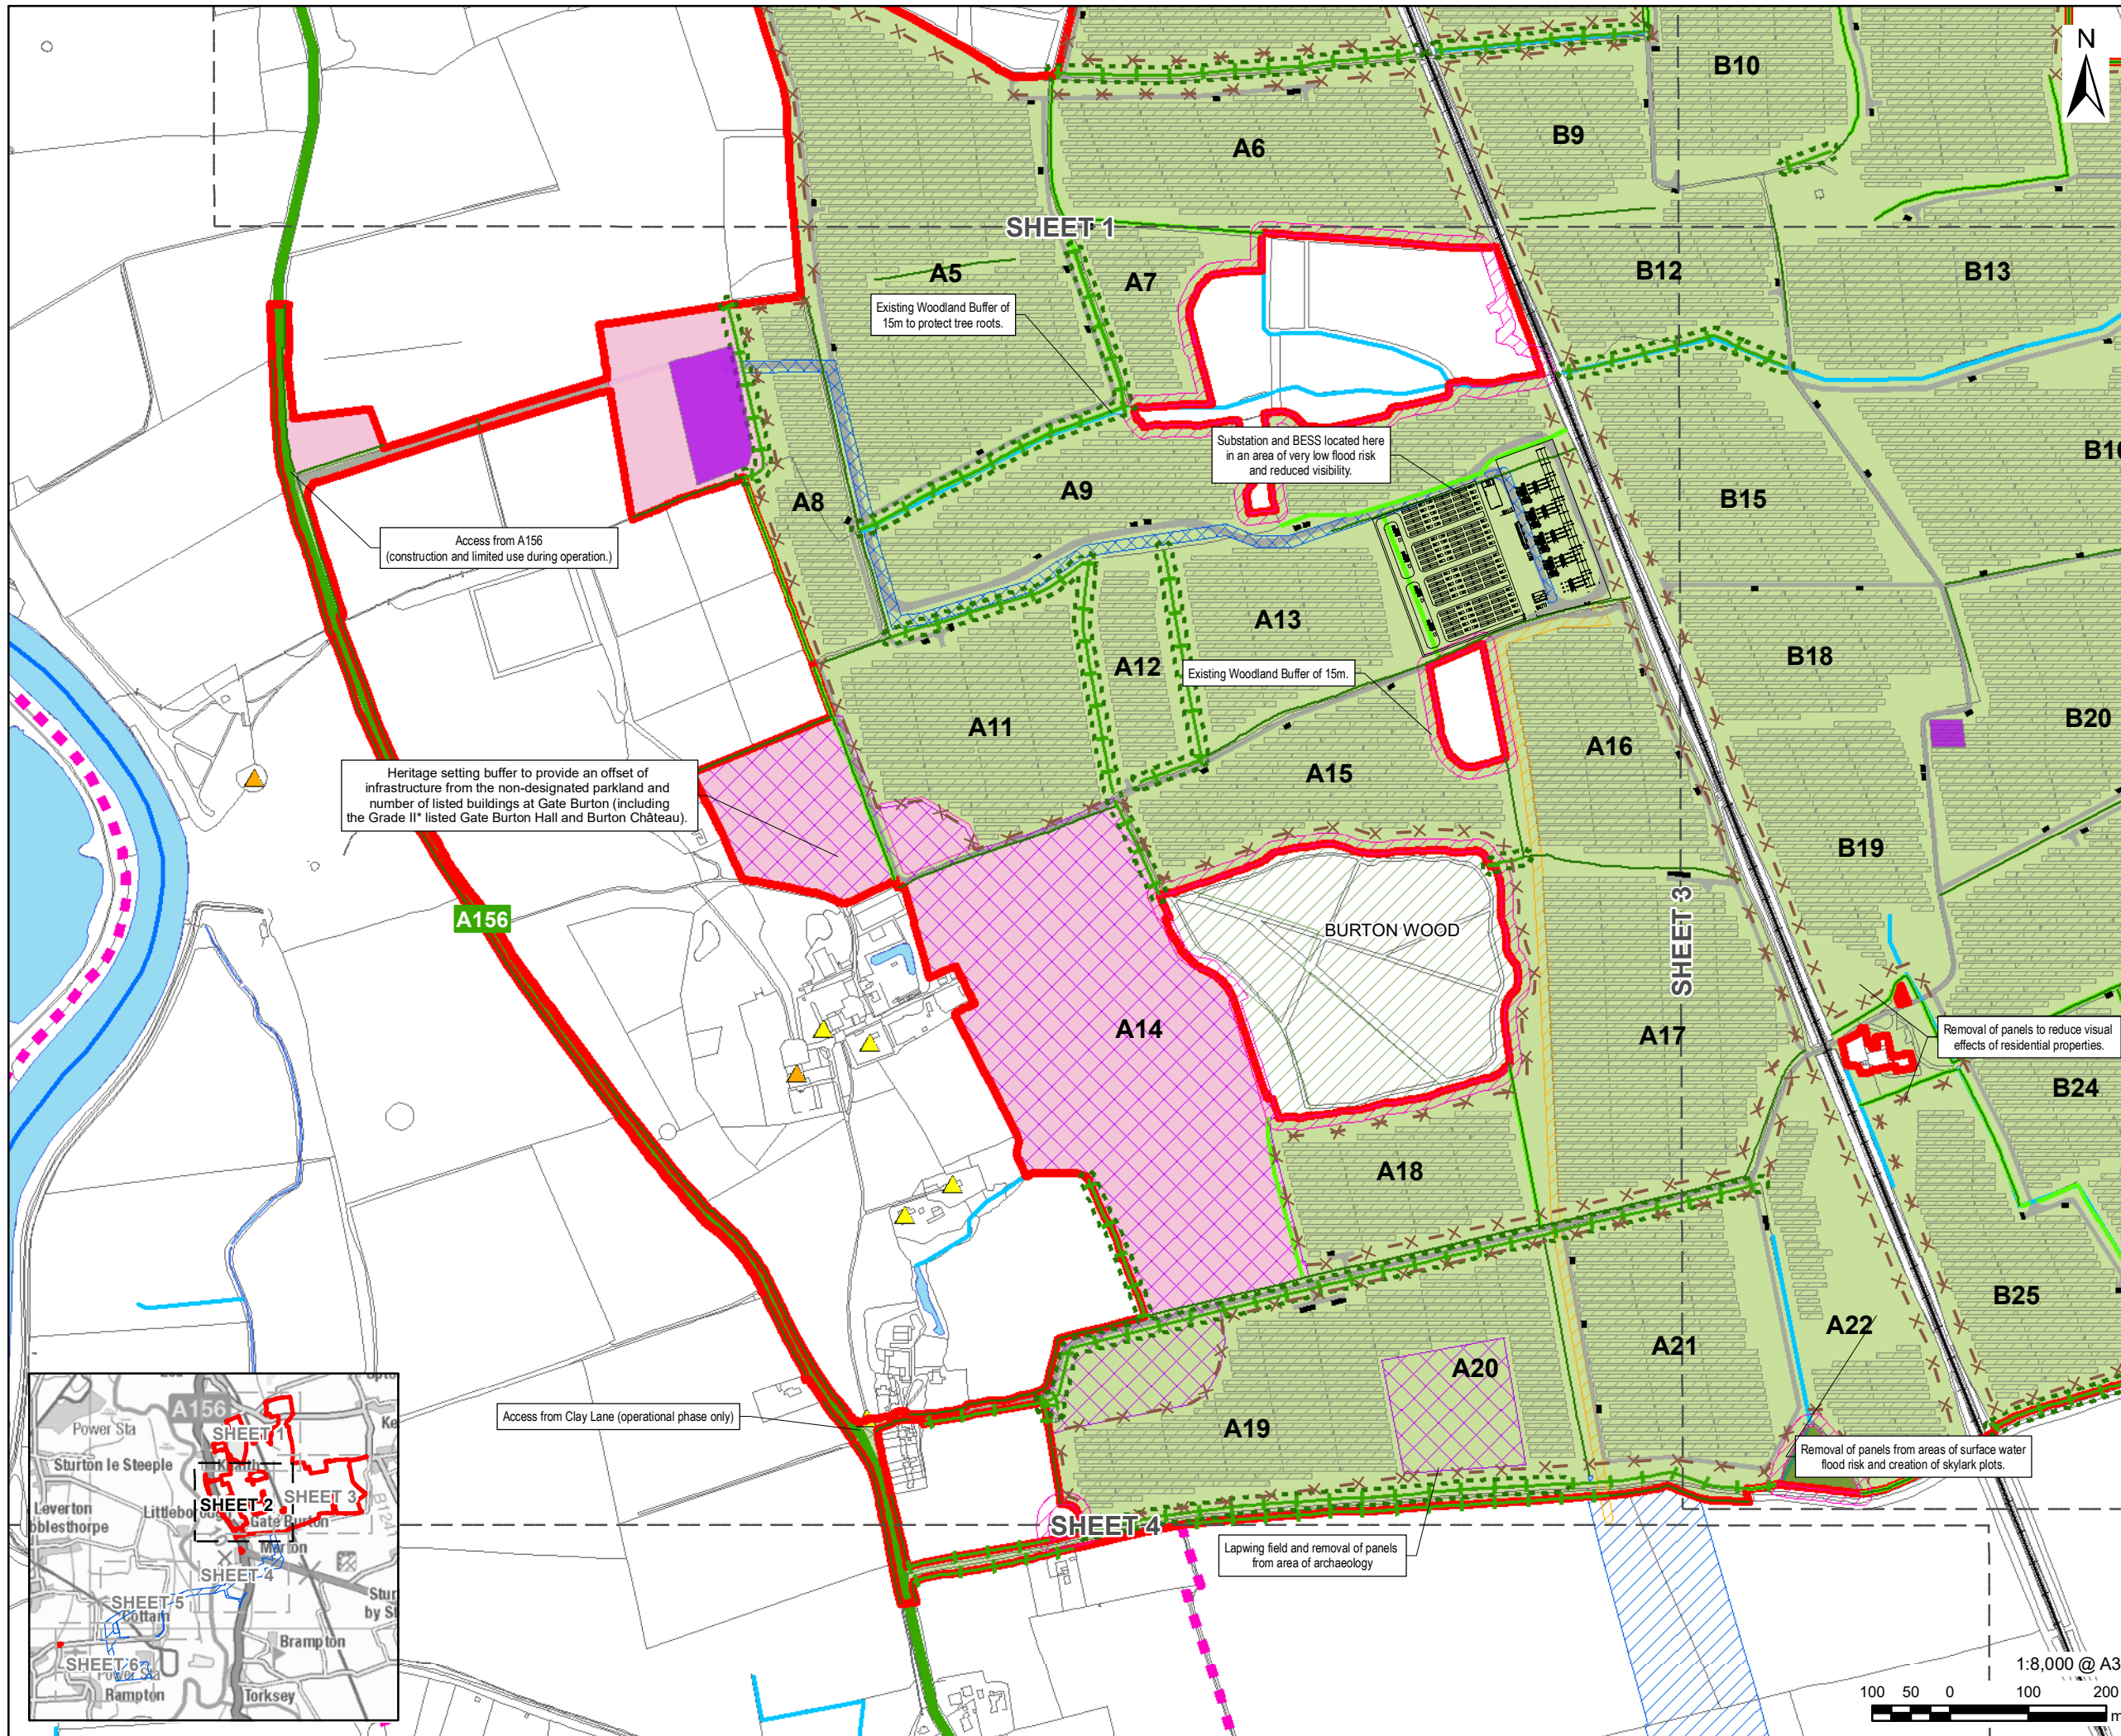 N
B10
B9
A6
SHEET 1
A5
A7
B12
B13
Existing Woodland Buffer of
15m to protect tree roots.
Substation and BESS located here
in an area of very low flood risk
and reduced visibility.
A9
A8
B15
Access from A156
(construction and limited use during operation.)
A13
A12
Existing Woodland Buffer of 15m.
B18
A11
A16
B20
A15
Heritage setting buffer to provide an offset of
infrastructure from the non-designated parkland and
number of listed buildings at Gate Burton (including
the Grade II* listed Gate Burton Hall and Burton Château).
B19
A156
BURTON WOOD
SHEET 3
A14
A17
Removal of panels to reduce visual
effects of residential properties.
B24
A18
B25
A22
A21
A20
A19
Access from Clay Lane (operational phase only)
Removal of panels from areas of surface water
flood risk and creation of skylark plots.
SHEET 4
Lapwing field and removal of panels
from area of archaeology
A156
Power Sta
SHEET 1
Sturton le Steeple
SHEET 2
SHEET 3
Leverton
Gate Burton
Marton
SHEET 4
SHEET 5
Cottam
Brampton
SHEET 6
Power Sta
Rampton
Torksey
1:8,000 @ A3
100 50 0 100 200
m